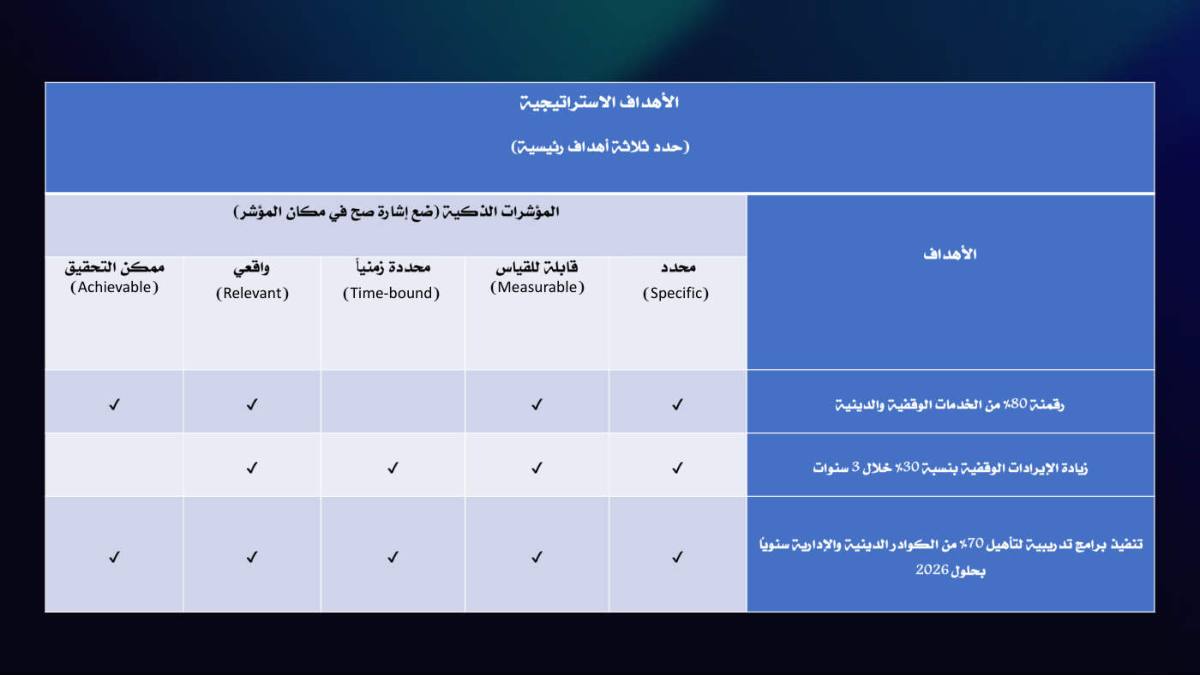 الأهداف الاستراتيجية
(حدد ثلاثة أهداف رئيسية)
الأهداف
المؤشرات الذكية (ضع إشارة صح في مكان المؤشر)
محدد
(Specific)
قابلة للقياس
(Measurable)
محددة زمنياً
(Time-bound)
واقعي
(Relevant)
ممكن التحقيق
(Achievable)
رقمنة 80% من الخدمات الوقفية والدينية
✓ ✓ ✓ ✓
زيادة الإيرادات الوقفية بنسبة 30% خلال 3 سنوات
✓ ✓ ✓ ✓
تنفيذ برامج تدريبية لتأهيل 70% من الكوادر الدينية والإدارية سنويًا
بحلول 2026
✓ ✓ ✓ ✓ ✓